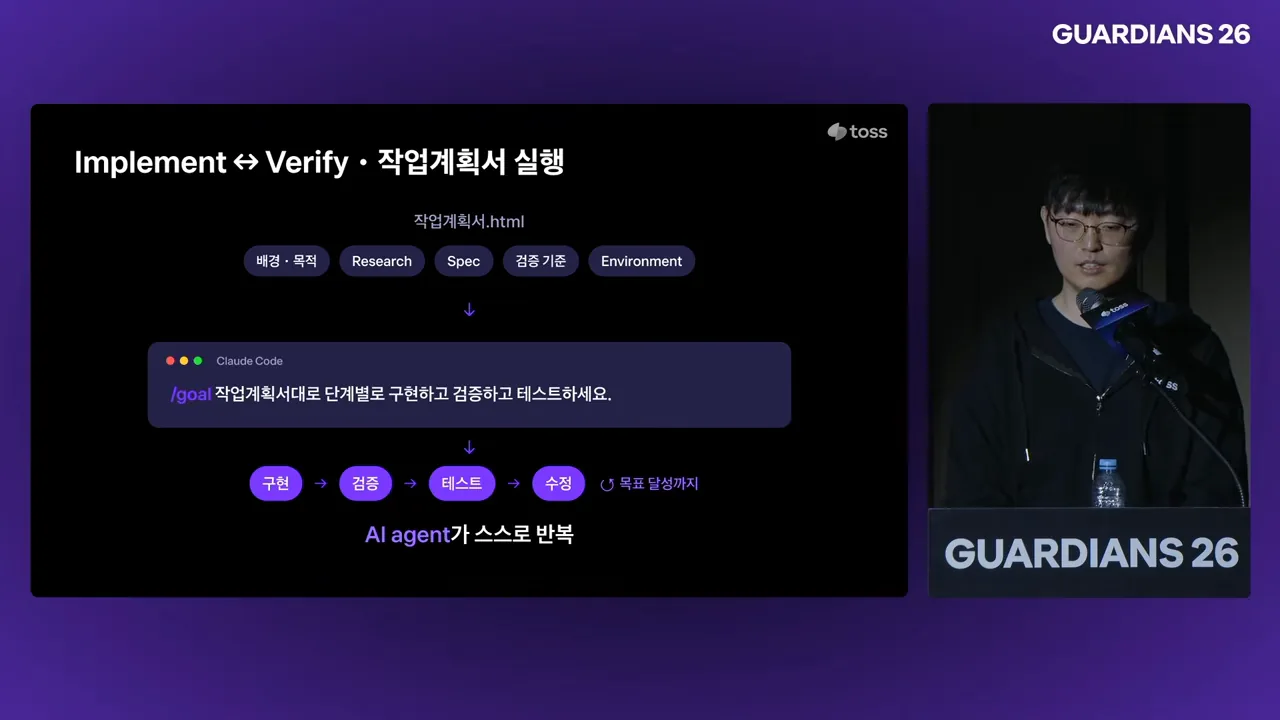 GUARDIANS 26
toss
Implement ↔ Verify · 작업계획서 실행
작업계획서.html
배경 · 목적
Research
Spec
검증 기준
Environment
↓
Claude Code
/goal 작업계획서대로 단계별로 구현하고 검증하고 테스트하세요.
↓
구현 → 검증 → 테스트 → 수정 ↺ 목표 달성까지
AI agent가 스스로 반복
toss
GUARDIANS 26